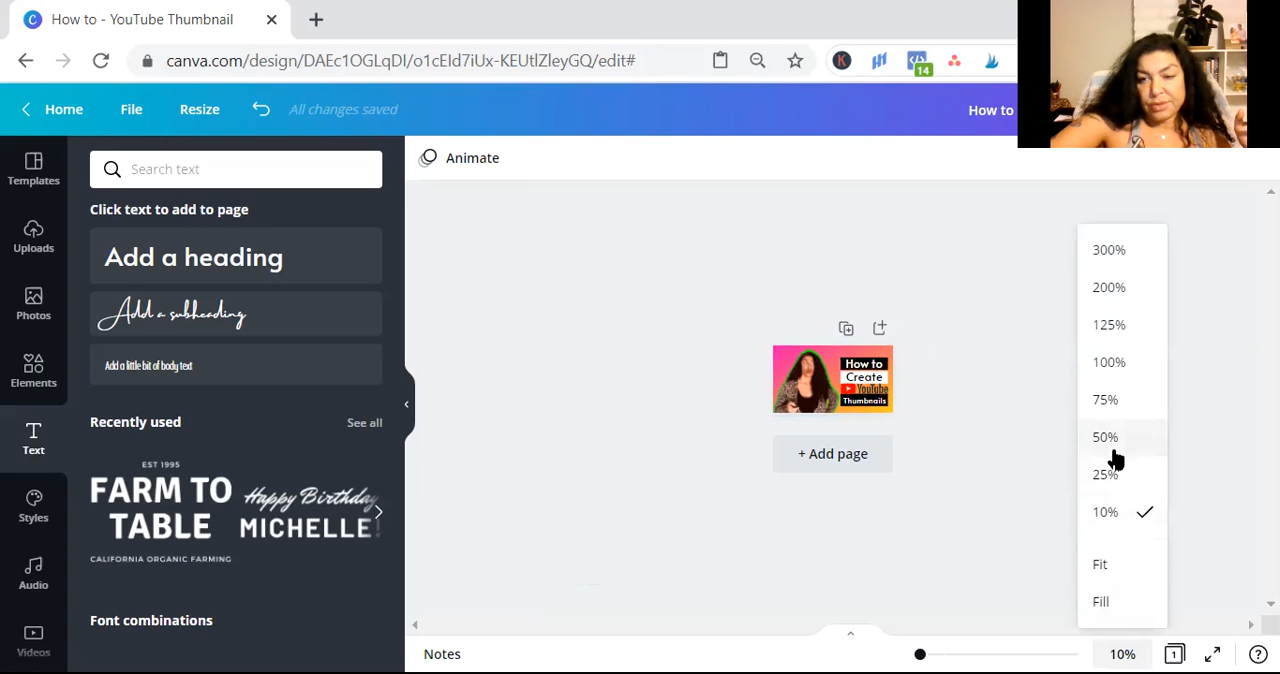 How to - YouTube Thumbnail
canva.com/design/DAEc1OGLqDI/o1cEId7iUx-KEUtlZleyGQ/edit#
K
14
Home
File
Resize
All changes saved
How to
Templates
Uploads
Photos
Elements
Text
Styles
Audio
Videos
Search text
Click text to add to page
Add a heading
Add a subheading
Add a little bit of body text
Recently used
See all
EST 1995
FARM TO
TABLE
CALIFORNIA ORGANIC FARMING
Happy Birthday
MICHELLE!
Font combinations
Animate
How to
Create
YouTube
Thumbnails
+ Add page
300%
200%
125%
100%
75%
50%
25%
10%
Fit
Fill
Notes
10%
1
?